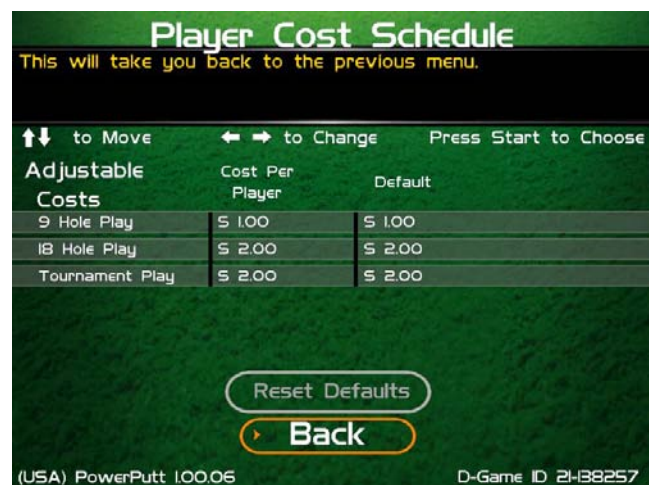 Player Cost Schedule
This will take you back to the previous menu.
to Move to Change Press Start to Choose
Adjustable Costs Cost Per Player Default
9 Hole Play $ 1.00 $ 1.00
18 Hole Play $ 2.00 $ 2.00
Tournament Play $ 2.00 $ 2.00
Reset Defaults
Back
(USA) PowerPutt 1.00.06 D-Game ID 21-138257